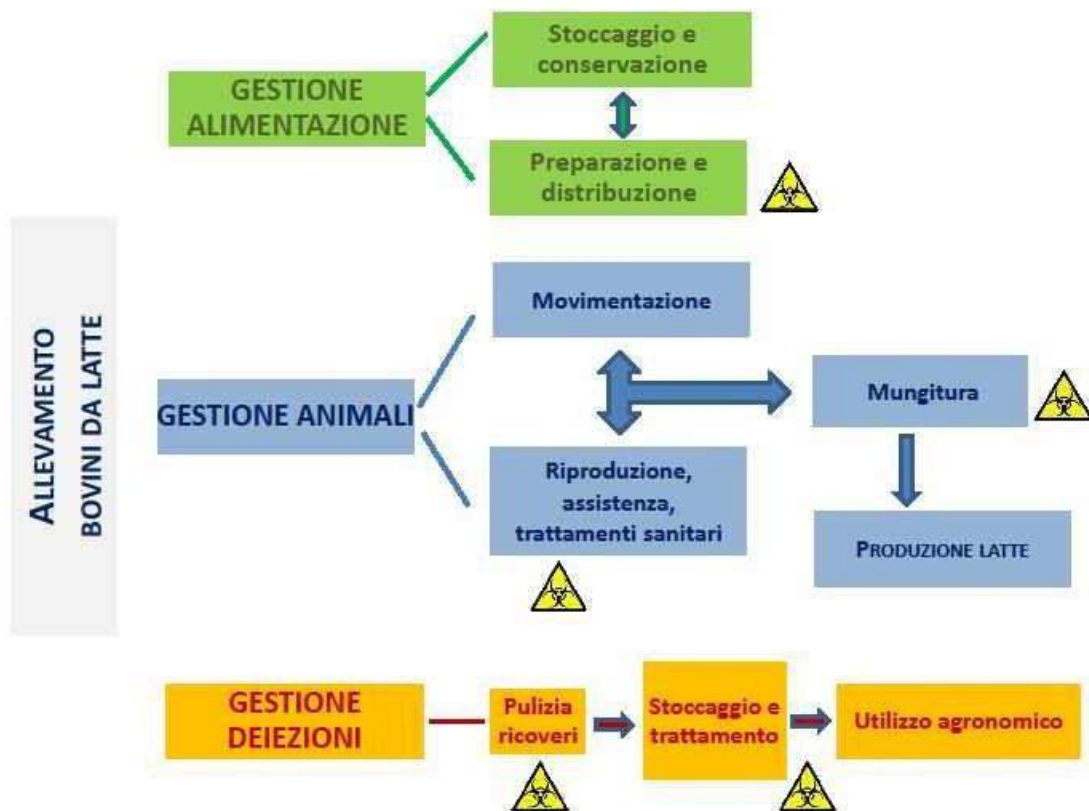 Stoccaggio e
conservazione
GESTIONE
ALIMENTAZIONE
Preparazione e
distribuzione
ALLEVAMENTO
BOVINI DA LATTE
Movimentazione
GESTIONE ANIMALI
Mungitura
Riproduzione,
assistenza,
trattamenti sanitari
PRODUZIONE LATTE
GESTIONE
DEIEZIONI
Pulizia
ricoveri
Stoccaggio e
trattamento
Utilizzo agronomico